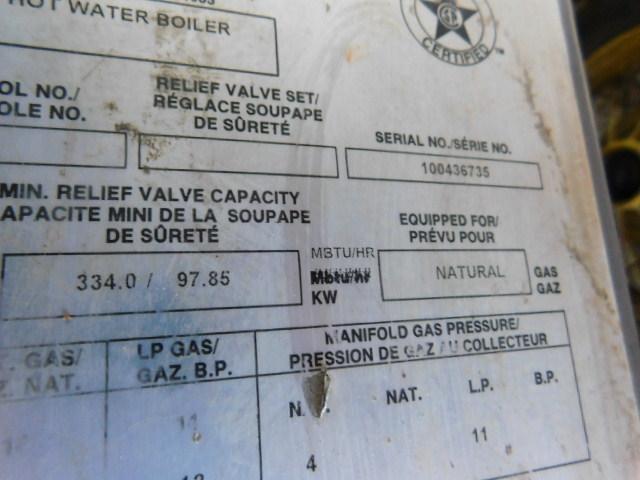 HOT WATER BOILER
CERTIFIED
OL NO./
OLE NO.
RELIEF VALVE SET/
RÉGLACE SOUPAPE
DE SÛRETÉ
SERIAL NO./SÉRIE NO.
100436735
MIN. RELIEF VALVE CAPACITY
APACITE MINI DE LA SOUPAPE
DE SÛRETÉ
334.0 / 97.85
MBTU/HR
Mbtu/hr
KW
EQUIPPED FOR/
PRÉVU POUR
NATURAL
GAS
GAZ
GAS/
NAT.
LP GAS/
GAZ. B.P.
MANIFOLD GAS PRESSURE/
PRESSION DE GAZ AU COLLECTEUR
NAT. L.P. B.P.
11
4 11